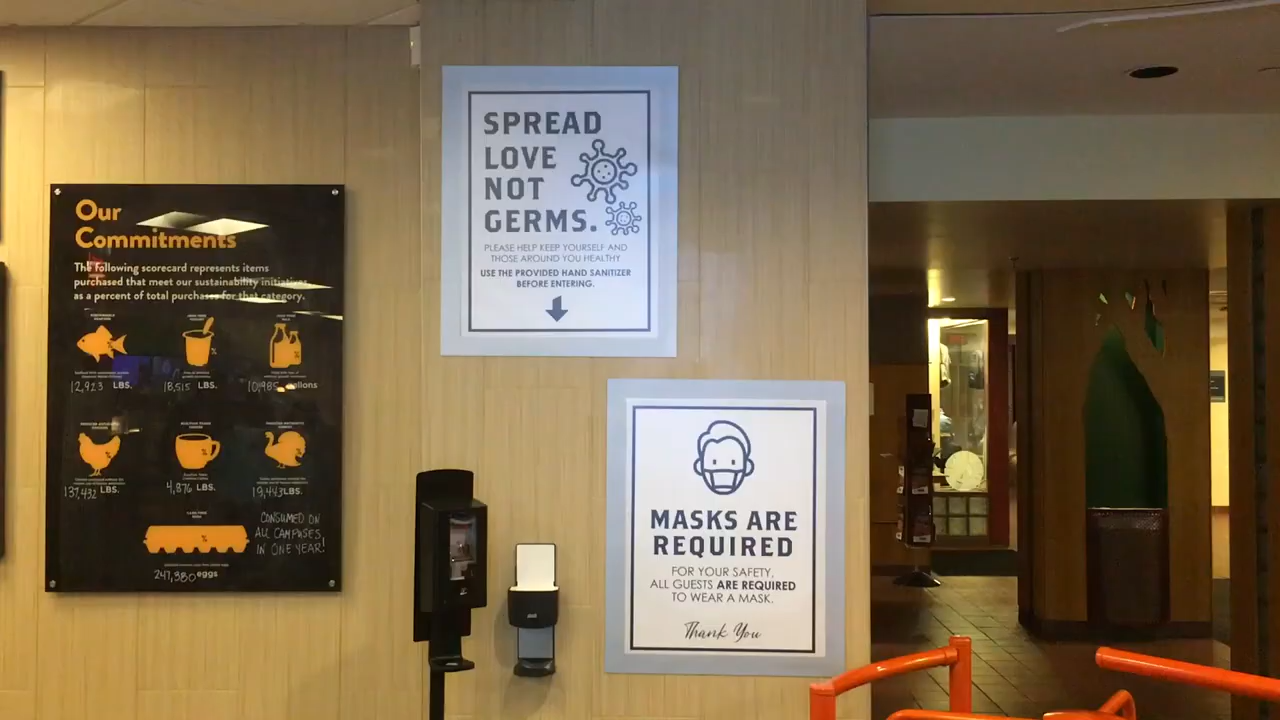 Our
Commitments
The following scorecard represents items
purchased that meet our sustainability initiatives
as a percent of total purchases for that category.
12,923 LBS.
18,515 LBS.
10,985 gallons
137,432 LBS.
4,876 LBS.
19,443 LBS.
CONSUMED ON
ALL CAMPUSES
IN ONE YEAR!
247,380 eggs
SPREAD
LOVE
NOT
GERMS.
PLEASE HELP KEEP YOURSELF AND
THOSE AROUND YOU HEALTHY
USE THE PROVIDED HAND SANITIZER
BEFORE ENTERING.
MASKS ARE
REQUIRED
FOR YOUR SAFETY,
ALL GUESTS ARE REQUIRED
TO WEAR A MASK.
Thank You